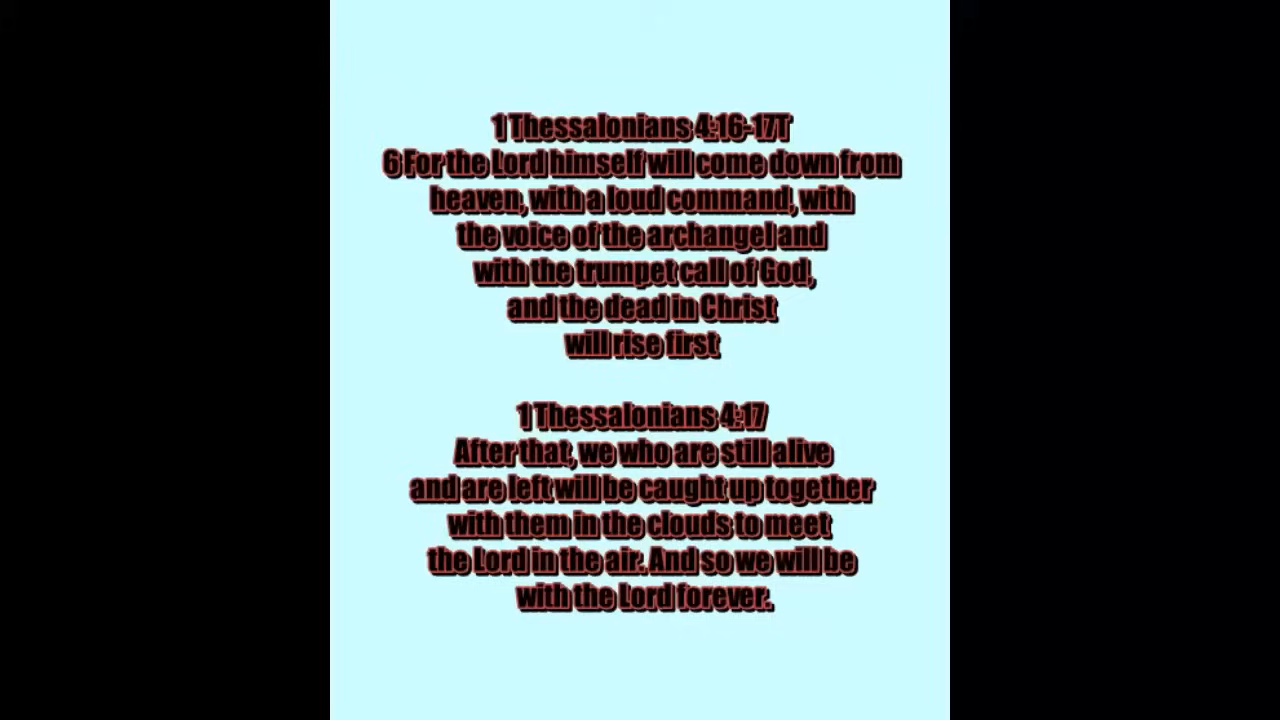 1 Thessalonians 4:16-17T
6 For the Lord himself will come down from
heaven, with a loud command, with
the voice of the archangel and
with the trumpet call of God,
and the dead in Christ
will rise first
1 Thessalonians 4:17
After that, we who are still alive
and are left will be caught up together
with them in the clouds to meet
the Lord in the air. And so we will be
with the Lord forever.